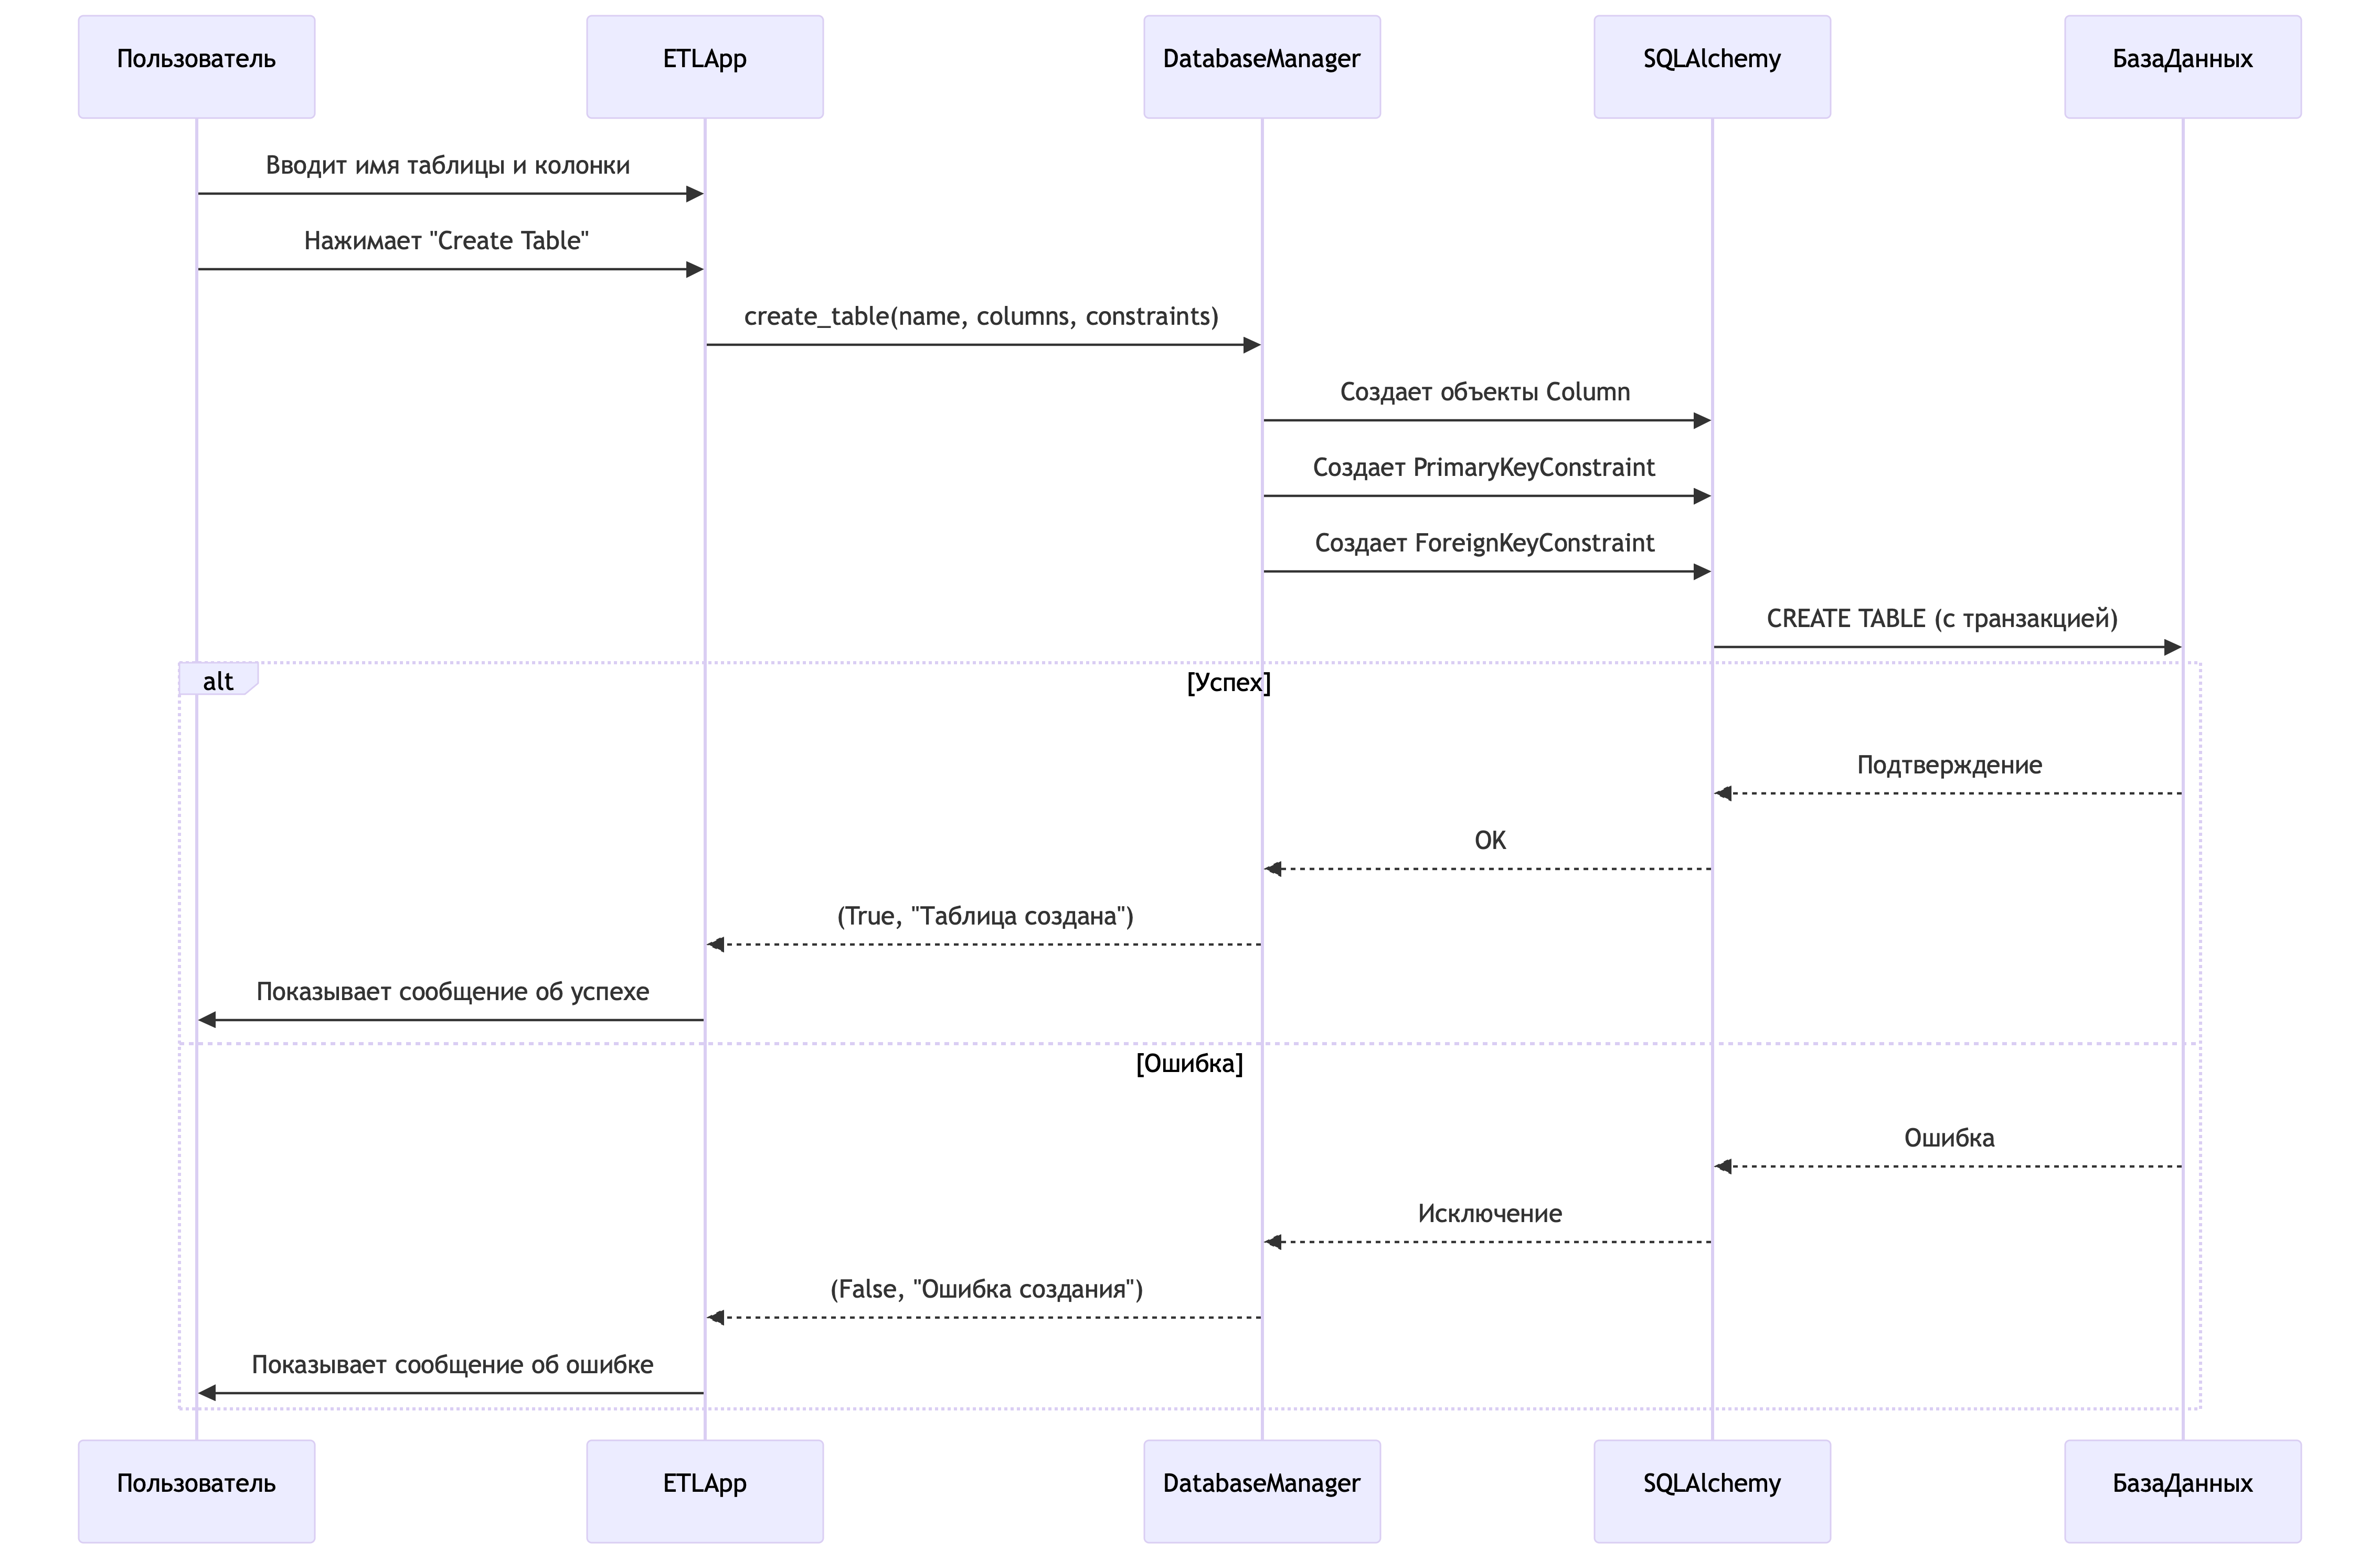 Пользователь
ETLApp
DatabaseManager
SQLAlchemy
БазаДанных
Вводит имя таблицы и колонки
Нажимает "Create Table"
create_table(name, columns, constraints)
Создает объекты Column
Создает PrimaryKeyConstraint
Создает ForeignKeyConstraint
CREATE TABLE (с транзакцией)
alt
[Успех]
Подтверждение
OK
(True, "Таблица создана")
Показывает сообщение об успехе
[Ошибка]
Ошибка
Исключение
(False, "Ошибка создания")
Показывает сообщение об ошибке
Пользователь
ETLApp
DatabaseManager
SQLAlchemy
БазаДанных